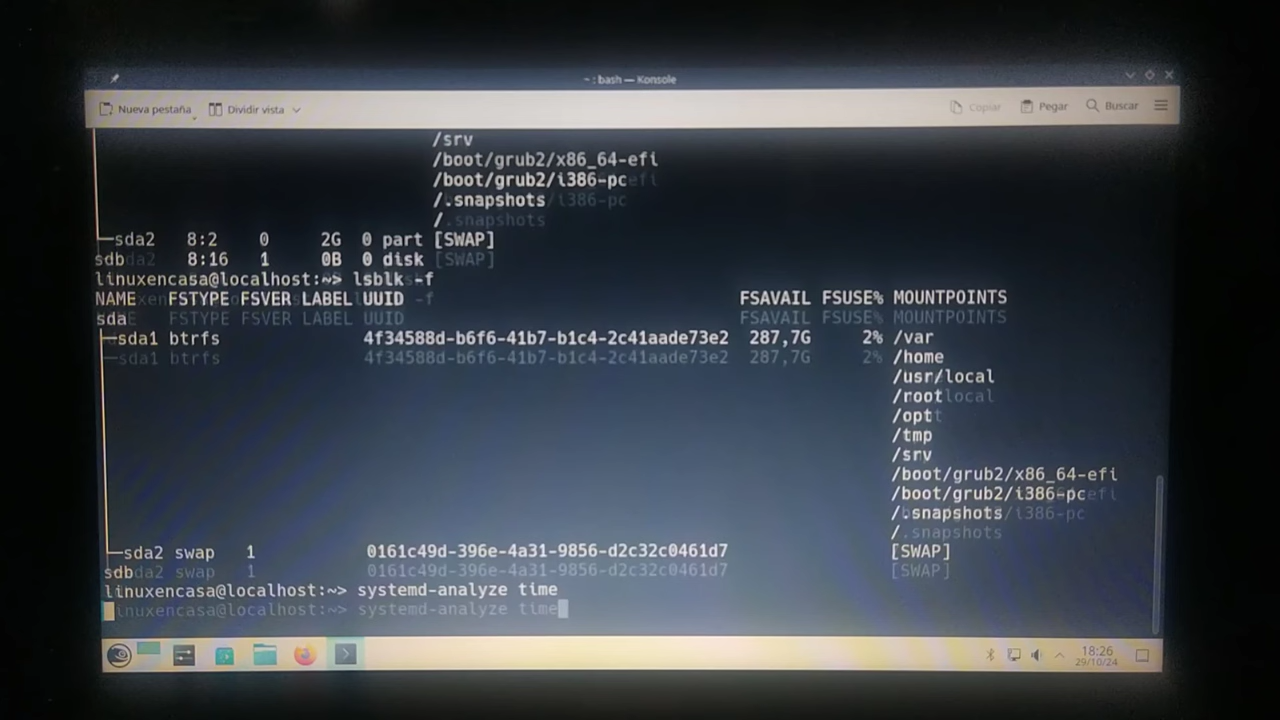 ~ : bash — Konsole
Nueva pestaña Dividir vista Copiar Pegar Buscar
/srv
/boot/grub2/x86_64-efi
/boot/grub2/i386-pc
/.snapshots
/
└─sda2 8:2 0 2G 0 part [SWAP]
sdb 8:16 1 0B 0 disk
linuxencasa@localhost:~> lsblk -f
NAME FSTYPE FSVER LABEL UUID FSAVAIL FSUSE% MOUNTPOINTS
sda
├─sda1 btrfs 4f34588d-b6f6-41b7-b1c4-2c41aade73e2 287,7G 2% /var
/home
/usr/local
/root
/opt
/tmp
/srv
/boot/grub2/x86_64-efi
/boot/grub2/i386-pc
/.snapshots
/
└─sda2 swap 1 0161c49d-396e-4a31-9856-d2c32c0461d7 [SWAP]
sdb
linuxencasa@localhost:~> systemd-analyze time
18:26
29/10/24